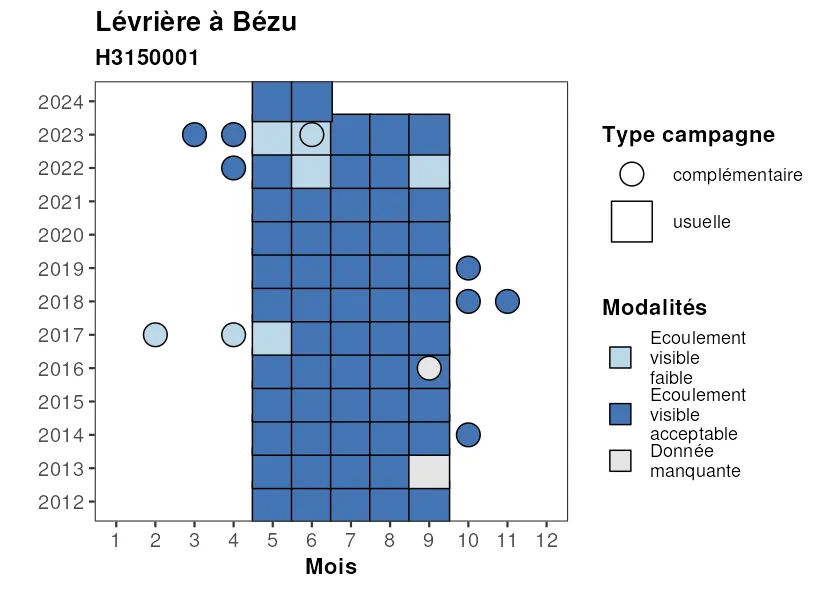 Lévrière à Bézu
H3150001
2024
2023
2022
2021
2020
2019
2018
2017
2016
2015
2014
2013
2012
1 2 3 4 5 6 7 8 9 10 11 12
Mois
Type campagne
complémentaire
usuelle
Modalités
Ecoulement
visible
faible
Ecoulement
visible
acceptable
Donnée
manquante